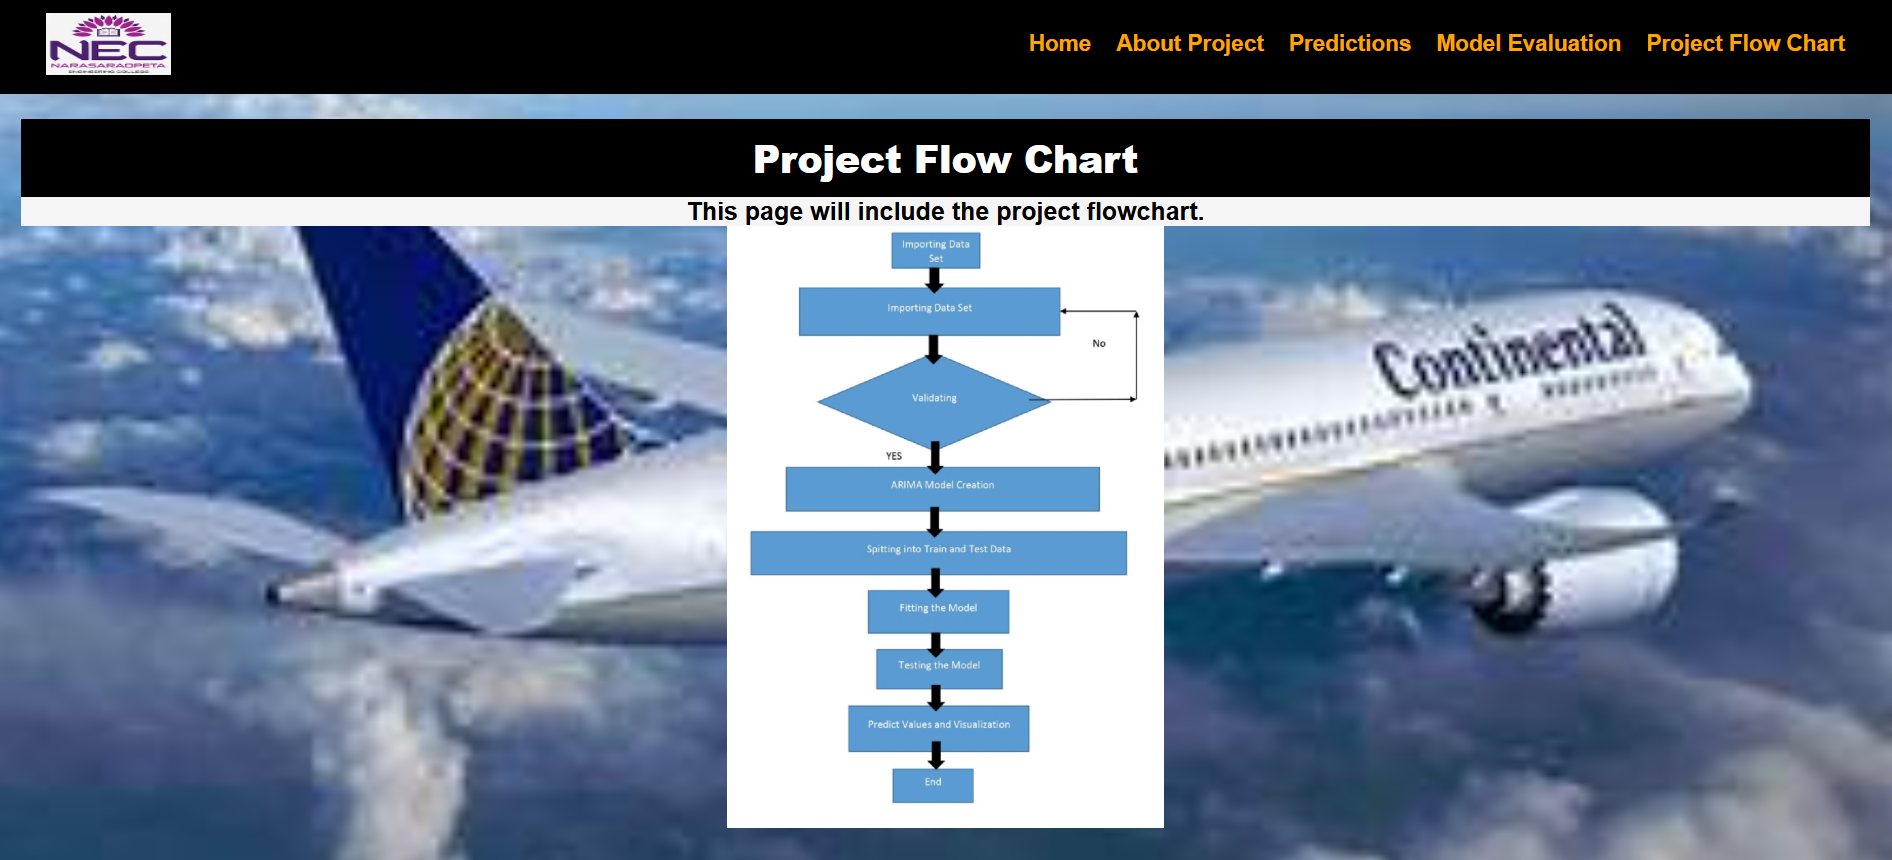 NEC
NARASARAOPETA
ENGINEERING COLLEGE
Home About Project Predictions Model Evaluation Project Flow Chart
Project Flow Chart
This page will include the project flowchart.
Importing Data
Set
Importing Data Set
No
Validating
YES
ARIMA Model Creation
Spitting into Train and Test Data
Fitting the Model
Testing the Model
Predict Values and Visualization
End
Continental